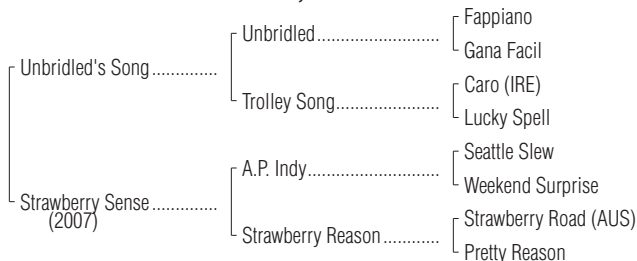 Fappiano
Unbridled..............................
Gana Facil
Unbridled's Song..............
Caro (IRE)
Trolley Song.........................
Lucky Spell
Seattle Slew
A.P. Indy................................
Weekend Surprise
Strawberry Sense..............
(2007)
Strawberry Road (AUS)
Strawberry Reason............
Pretty Reason